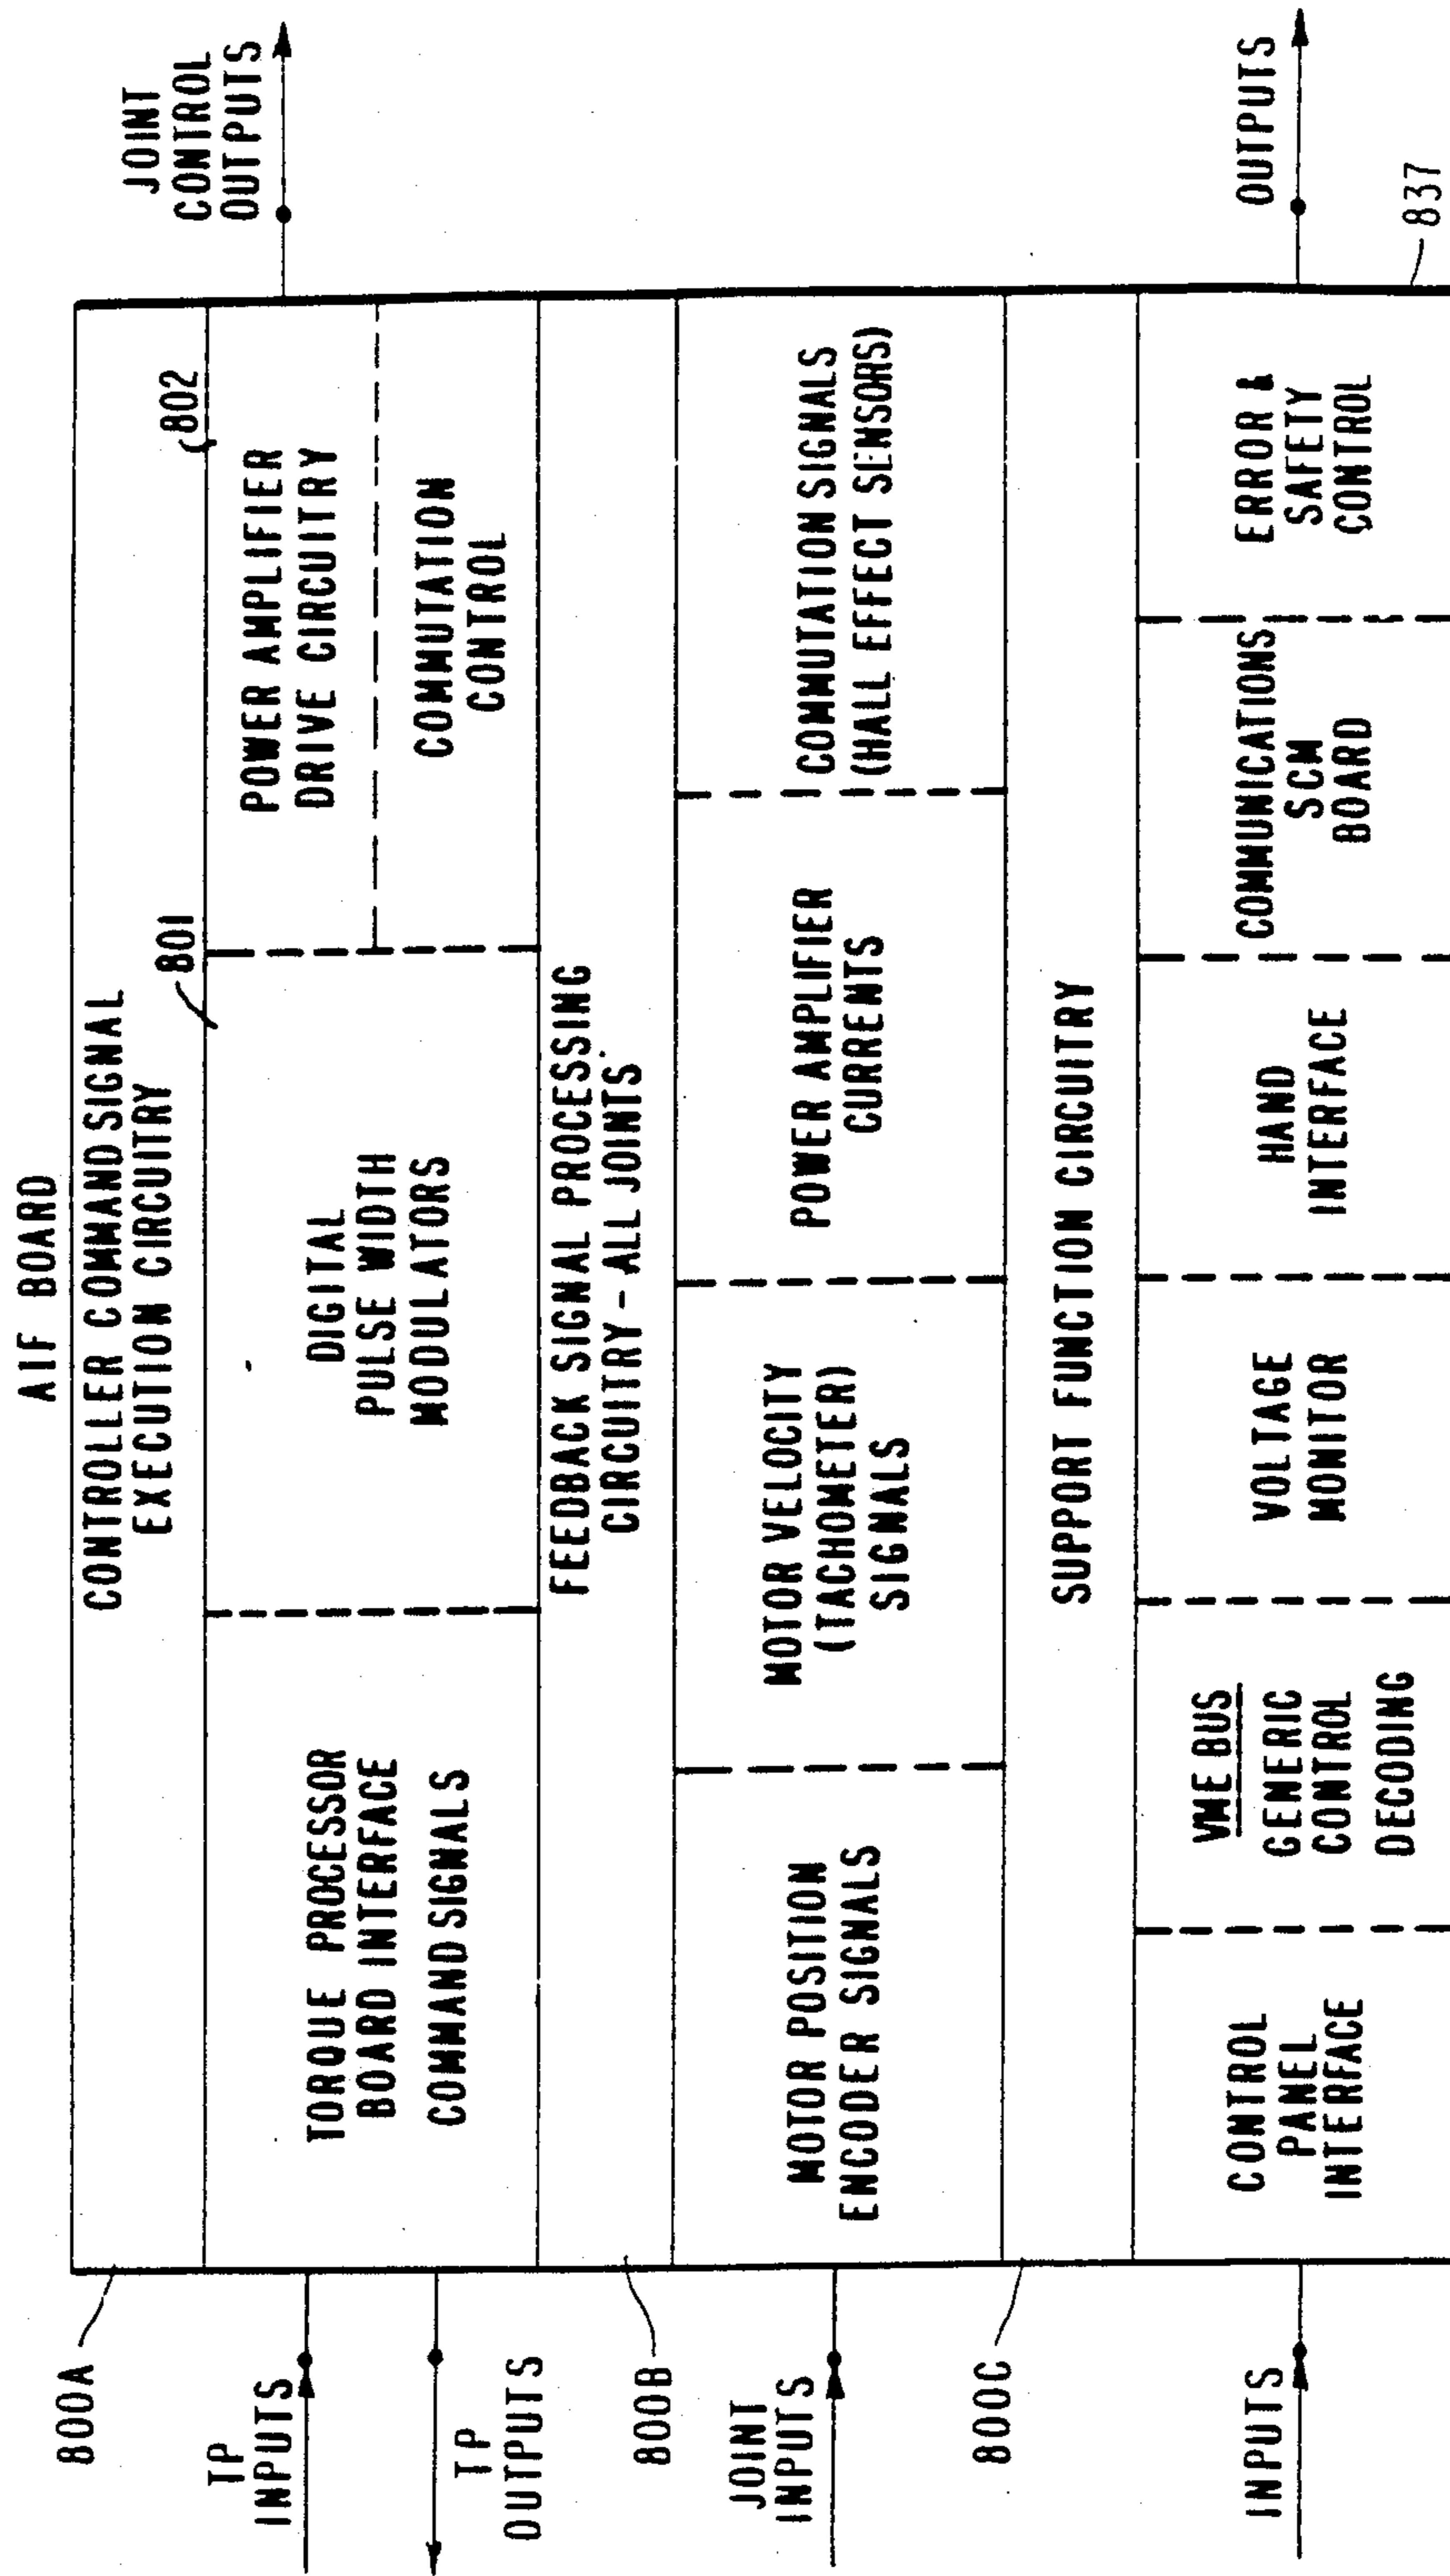 AIF BOARD
800A
CONTROLLER COMMAND SIGNAL
EXECUTION CIRCUITRY
801
802
TP
INPUTS
TP
OUTPUTS
TORQUE PROCESSOR
BOARD INTERFACE
COMMAND SIGNALS
DIGITAL
PULSE WIDTH
MODULATORS
POWER AMPLIFIER
DRIVE CIRCUITRY
COMMUTATION
CONTROL
JOINT
CONTROL
OUTPUTS
800B
FEEDBACK SIGNAL PROCESSING
CIRCUITRY - ALL JOINTS
JOINT
INPUTS
MOTOR POSITION
ENCODER SIGNALS
MOTOR VELOCITY
(TACHOMETER)
SIGNALS
POWER AMPLIFIER
CURRENTS
COMMUTATION SIGNALS
(HALL EFFECT SENSORS)
800C
SUPPORT FUNCTION CIRCUITRY
INPUTS
CONTROL
PANEL
INTERFACE
VME BUS
GENERIC
CONTROL
DECODING
VOLTAGE
MONITOR
HAND
INTERFACE
COMMUNICATIONS
SCM
BOARD
ERROR &
SAFETY
CONTROL
OUTPUTS
837